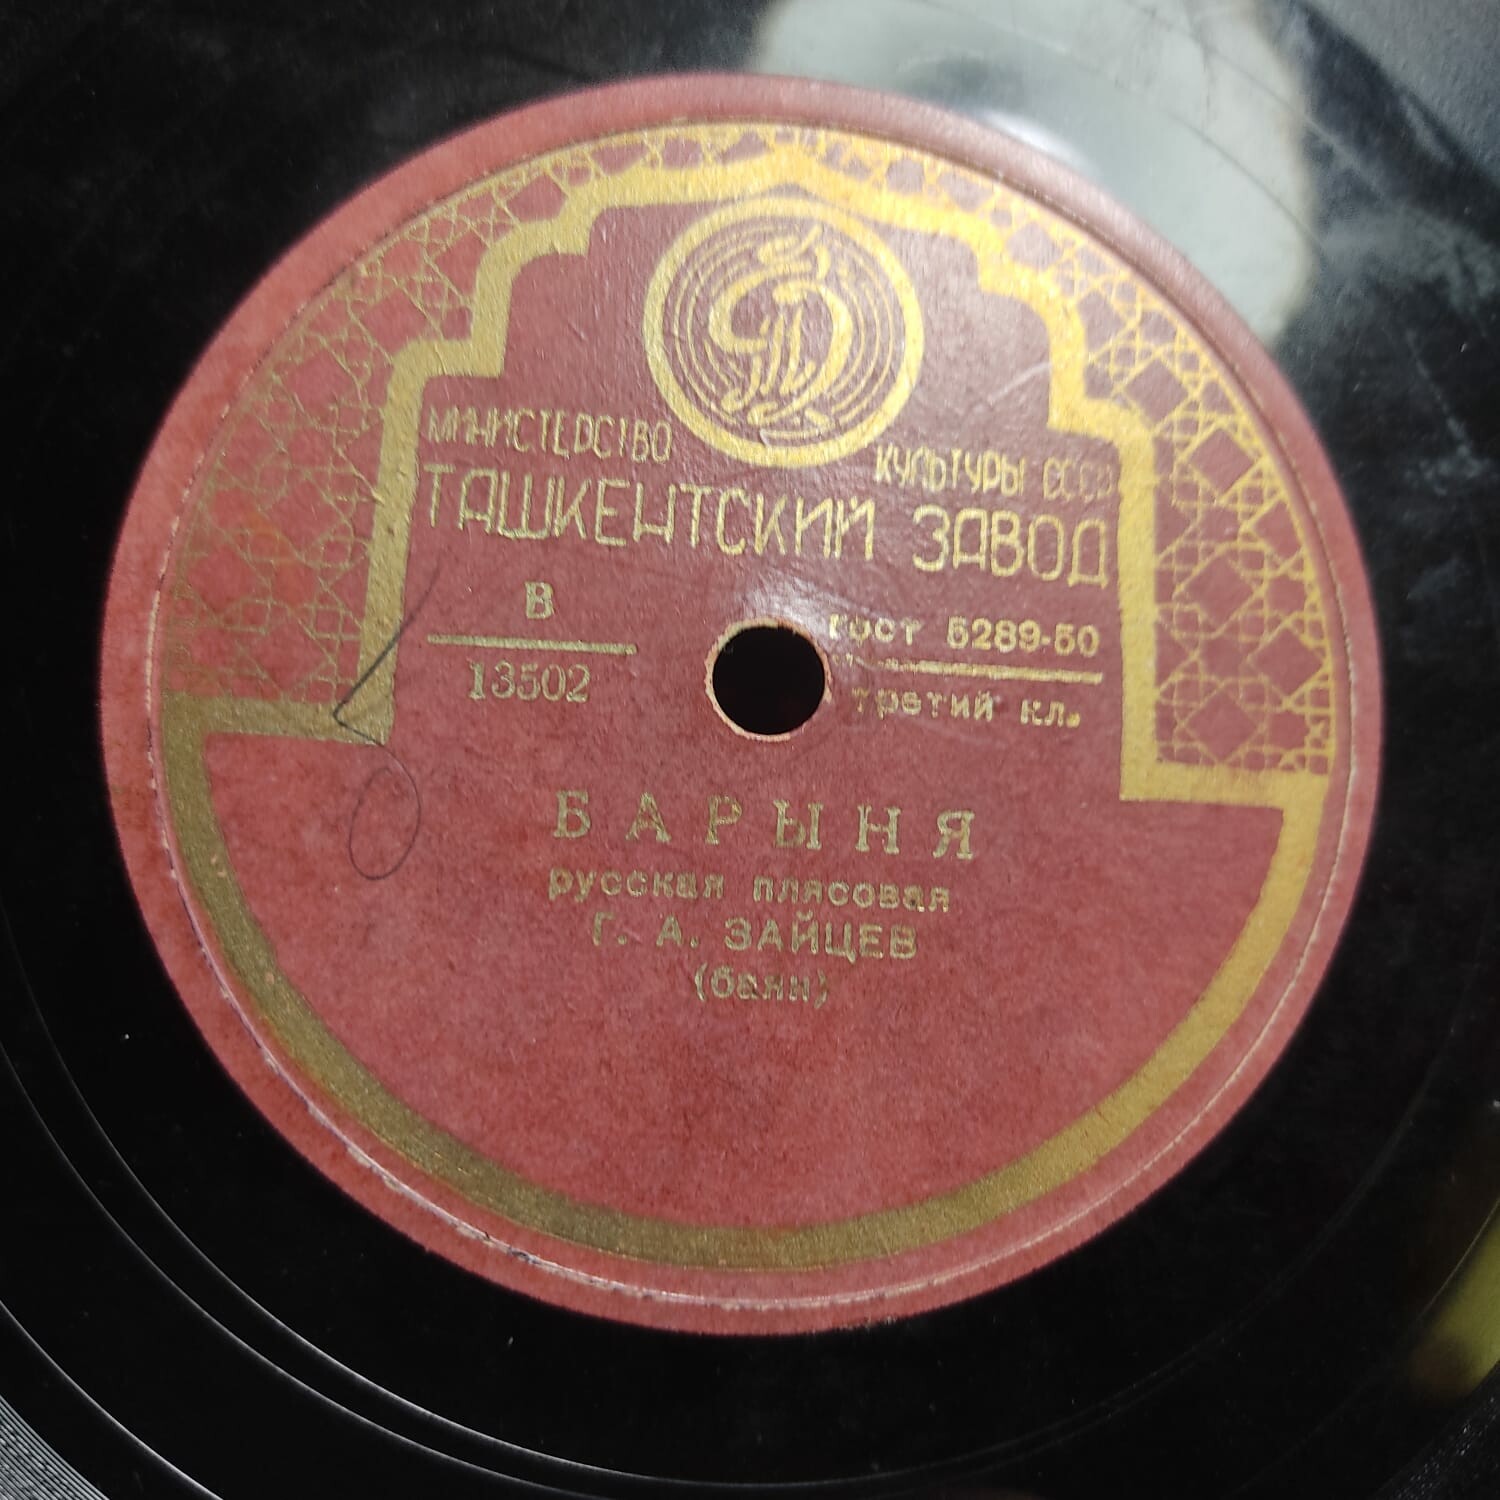 МИНИСТЕРСТВО КУЛЬТУРЫ СССР
ТАШКЕНТСКИЙ ЗАВОД
В
13502
ГОСТ 5289-50
третий кл.
БАРЫНЯ
русская плясовая
Г. А. ЗАЙЦЕВ
(баян)